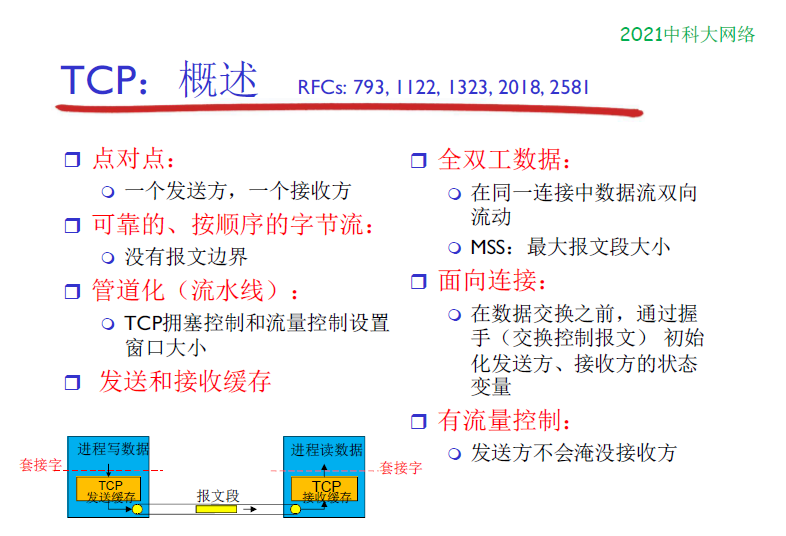 2021中科大网络
TCP：概述 RFCs: 793, 1122, 1323, 2018, 2581
点对点：
一个发送方，一个接收方
可靠的、按顺序的字节流：
没有报文边界
管道化（流水线）：
TCP拥塞控制和流量控制设置
窗口大小
发送和接收缓存
全双工数据：
在同一连接中数据流双向
流动
MSS：最大报文段大小
面向连接：
在数据交换之前，通过握
手（交换控制报文） 初始
化发送方、接收方的状态
变量
有流量控制：
发送方不会淹没接收方
进程写数据
进程读数据
套接字
套接字
TCP
发送缓存
报文段
TCP
接收缓存